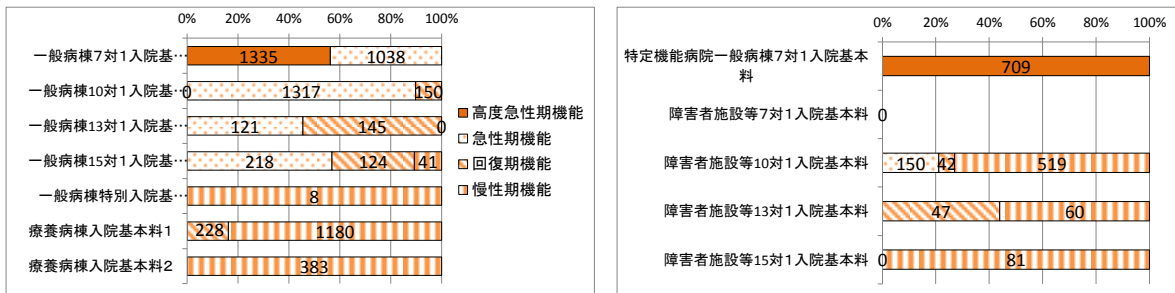 0% 20% 40% 60% 80% 100%
一般病棟7対1入院基… 1335 1038
一般病棟10対1入院基… 0 1317 150
一般病棟13対1入院基… 121 145 0
一般病棟15対1入院基… 218 124 41
一般病棟特別入院基… 8
療養病棟入院基本料1 228 1180
療養病棟入院基本料2 383
高度急性期機能
急性期機能
回復期機能
慢性期機能
0% 20% 40% 60% 80% 100%
特定機能病院一般病棟7対1入院基本
料
709
障害者施設等7対1入院基本料 0
障害者施設等10対1入院基本料 150 42 519
障害者施設等13対1入院基本料 47 60
障害者施設等15対1入院基本料 0 81